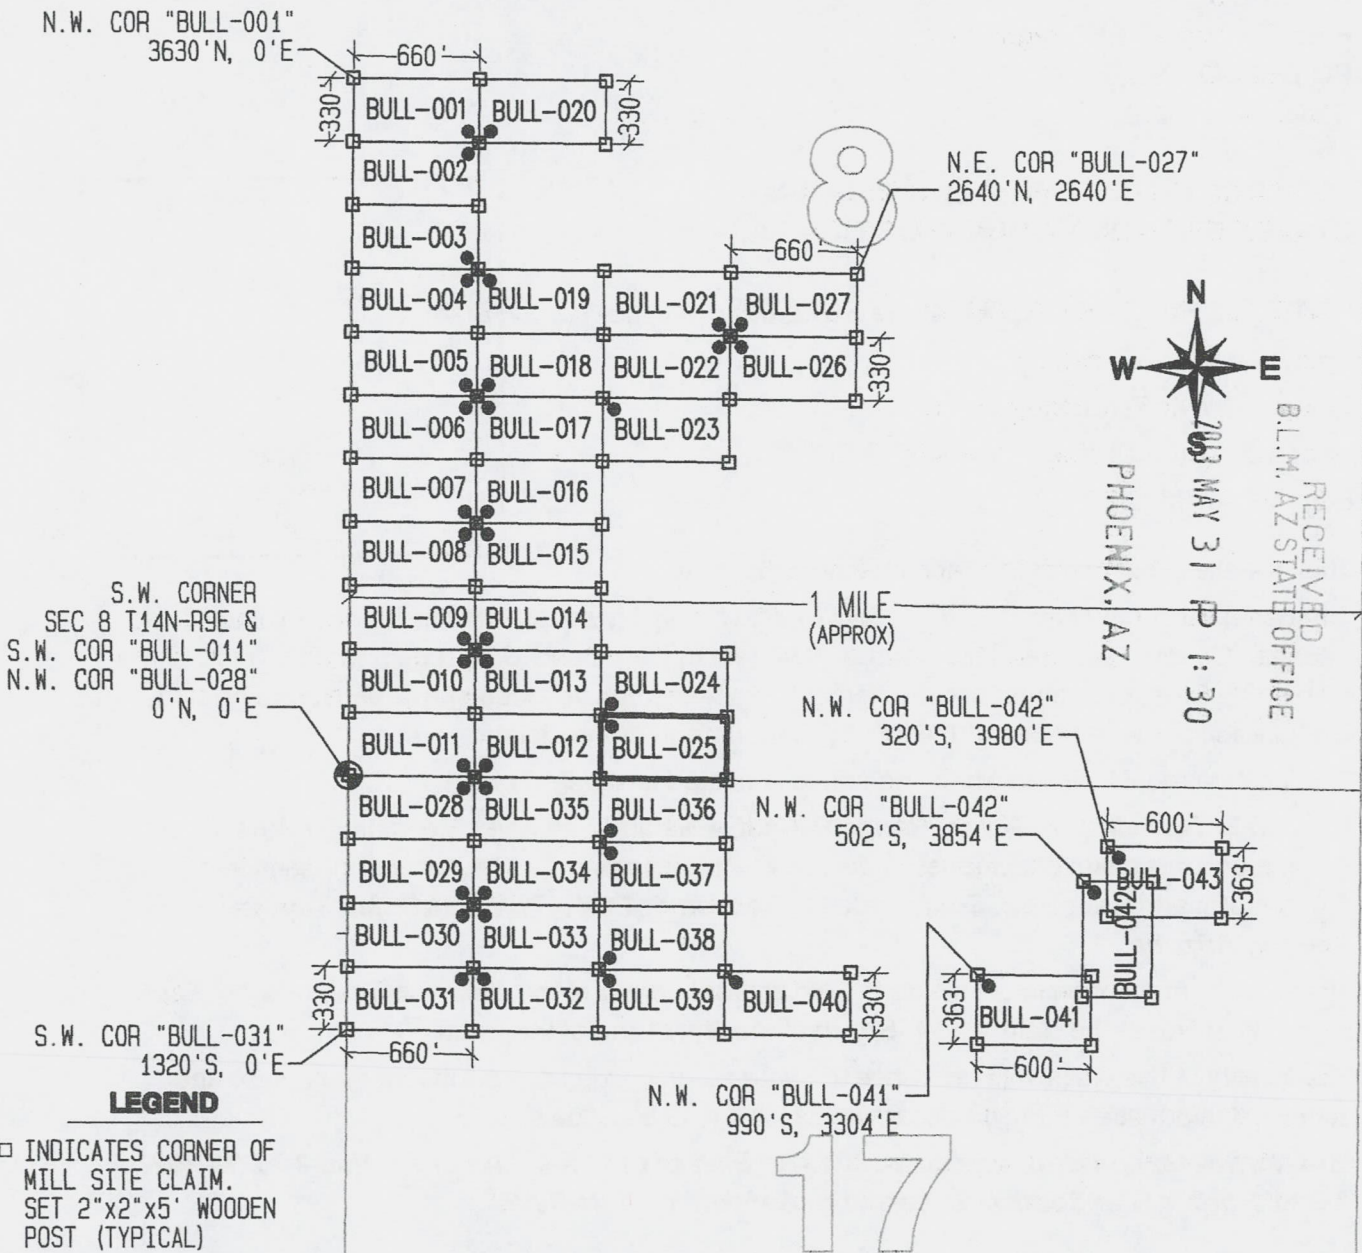 N.W. COR "BULL-001"
3630'N, 0'E
660'
330
BULL-001
BULL-020
330
BULL-002
8
N.E. COR "BULL-027"
2640'N, 2640'E
BULL-003
660'
BULL-004
BULL-019
BULL-021
BULL-027
N
W
E
S
BULL-005
BULL-018
BULL-022
BULL-026
330
BULL-006
BULL-017
BULL-023
BULL-007
BULL-016
BULL-008
BULL-015
RECEIVED
B.L.M. AZ STATE OFFICE
2013 MAY 31 P 1:30
PHOENIX, AZ
S.W. CORNER
SEC 8 T14N-R9E &
S.W. COR "BULL-011"
N.W. COR "BULL-028"
0'N, 0'E
BULL-009
BULL-014
1 MILE
(APPROX)
BULL-010
BULL-013
BULL-024
N.W. COR "BULL-042"
320'S, 3980'E
BULL-011
BULL-012
BULL-025
BULL-028
BULL-035
BULL-036
N.W. COR "BULL-042"
502'S, 3854'E
600'
BULL-029
BULL-034
BULL-037
BULL-043
363
BULL-042
BULL-030
BULL-033
BULL-038
330
BULL-031
BULL-032
BULL-039
BULL-040
330
363
BULL-041
S.W. COR "BULL-031"
1320'S, 0'E
660'
600'
N.W. COR "BULL-041"
990'S, 3304'E
17
LEGEND
INDICATES CORNER OF
MILL SITE CLAIM.
SET 2"x2"x5' WOODEN
POST (TYPICAL)